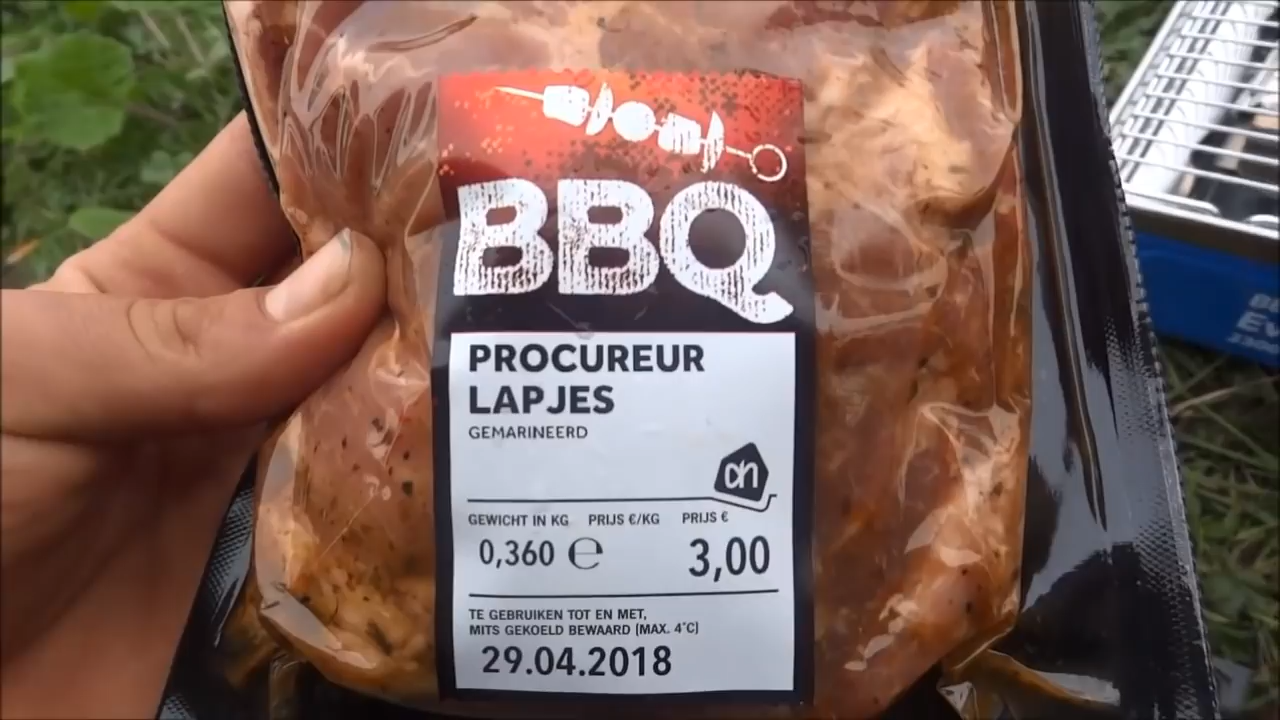 BBQ
PROCUREUR
LAPJES
GEMARINEERD
ah
GEWICHT IN KG PRIJS €/KG PRIJS €
0,360 ℮ 3,00
TE GEBRUIKEN TOT EN MET,
MITS GEKOELD BEWAARD (MAX. 4°C)
29.04.2018